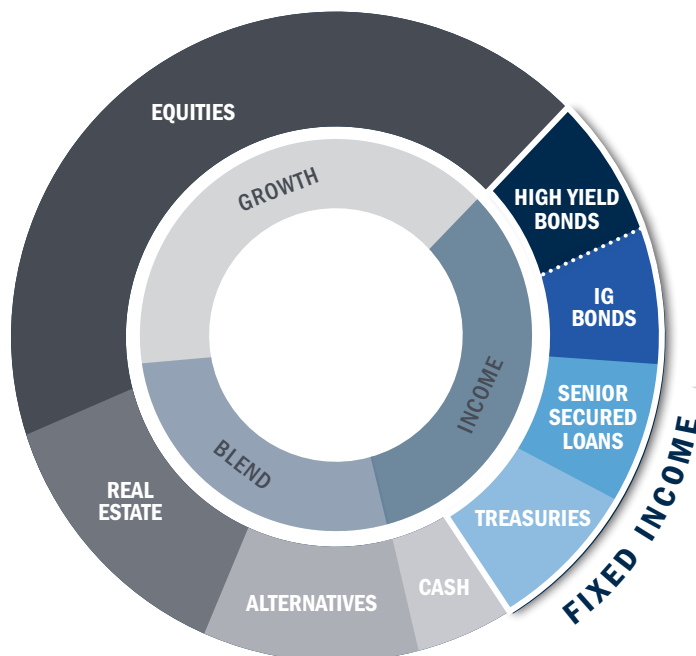 EQUITIES
GROWTH
HIGH YIELD
BONDS
IG
BONDS
SENIOR
SECURED
LOANS
INCOME
BLEND
REAL
ESTATE
TREASURIES
FIXED INCOME
CASH
ALTERNATIVES